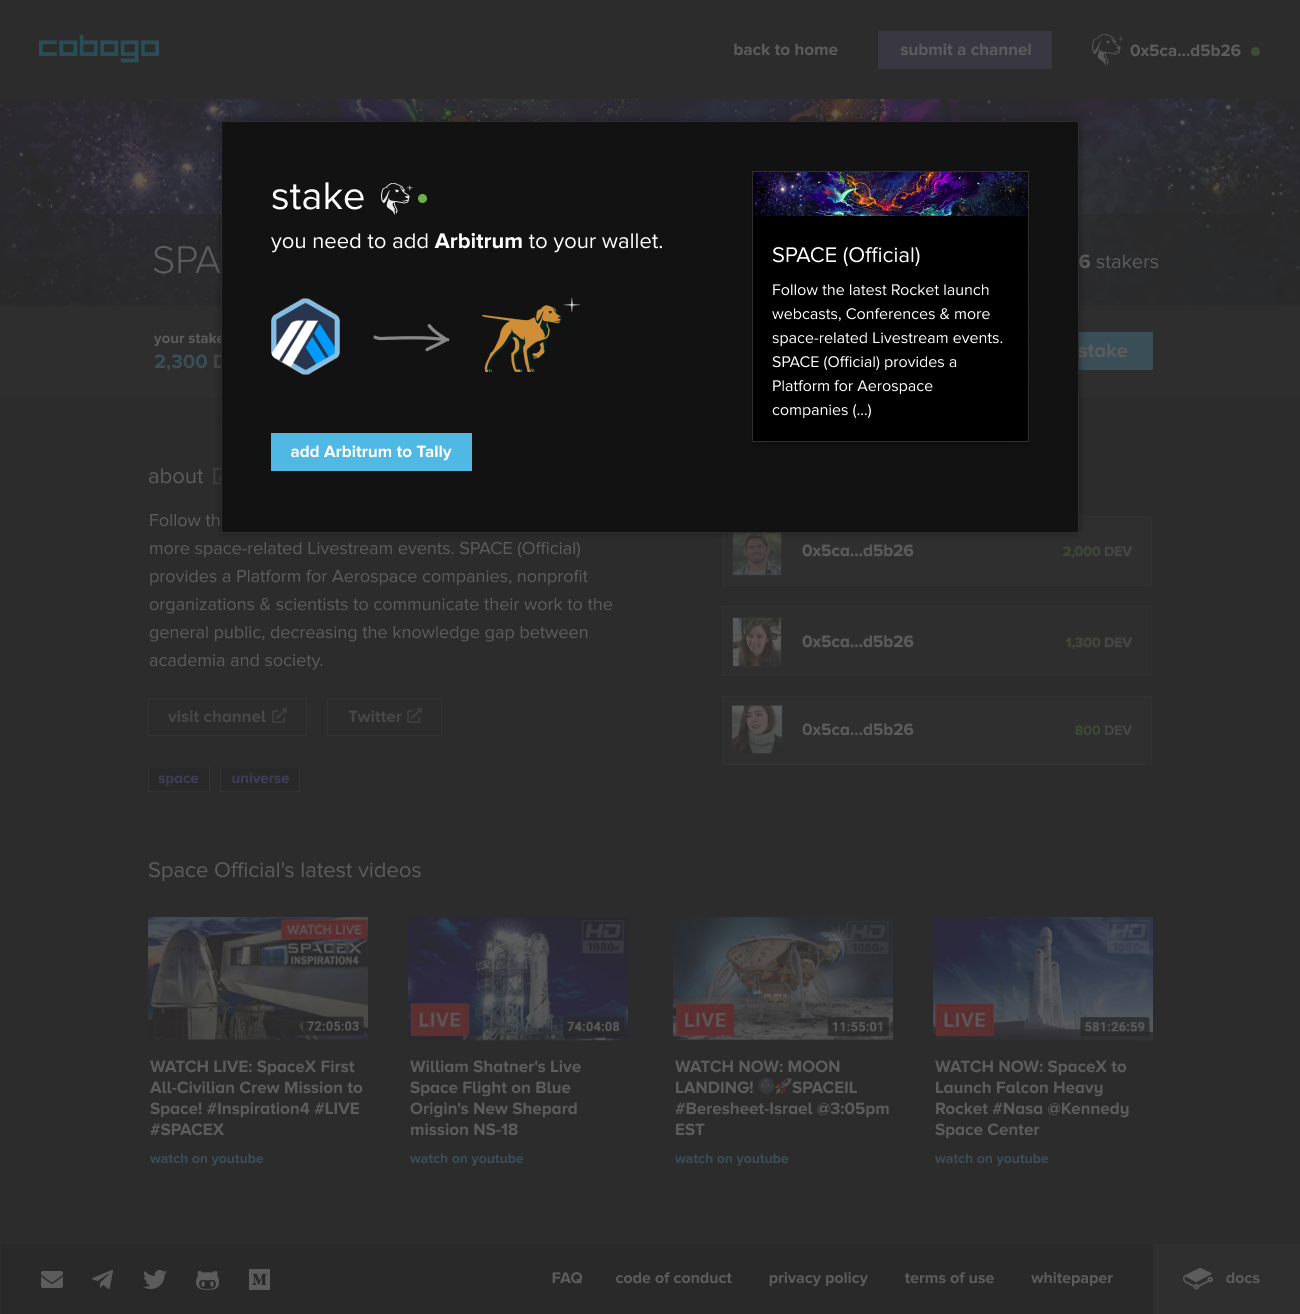 cobogo
back to home
submit a channel
0x5ca...d5b26
stake
you need to add Arbitrum to your wallet.
add Arbitrum to Tally
SPACE (Official)
Follow the latest Rocket launch
webcasts, Conferences & more
space-related Livestream events.
SPACE (Official) provides a
Platform for Aerospace
companies (...)
SPA
6 stakers
your stake
2,300 D
stake
about
Follow th
more space-related Livestream events. SPACE (Official)
provides a Platform for Aerospace companies, nonprofit
organizations & scientists to communicate their work to the
general public, decreasing the knowledge gap between
academia and society.
visit channel
Twitter
space
universe
0x5ca...d5b26
2,000 DEV
0x5ca...d5b26
1,300 DEV
0x5ca...d5b26
800 DEV
Space Official's latest videos
WATCH LIVE
SPACEX
INSPIRATION4
72:05:03
WATCH LIVE: SpaceX First
All-Civilian Crew Mission to
Space! #Inspiration4 #LIVE
#SPACEX
watch on youtube
HD
1080p
LIVE
74:04:08
William Shatner's Live
Space Flight on Blue
Origin's New Shepard
mission NS-18
watch on youtube
HD
1080p
LIVE
11:55:01
WATCH NOW: MOON
LANDING! 🌑🚀SPACEIL
#Beresheet-Israel @3:05pm
EST
watch on youtube
HD
1080p
LIVE
581:26:59
WATCH NOW: SpaceX to
Launch Falcon Heavy
Rocket #Nasa @Kennedy
Space Center
watch on youtube
M
FAQ
code of conduct
privacy policy
terms of use
whitepaper
docs